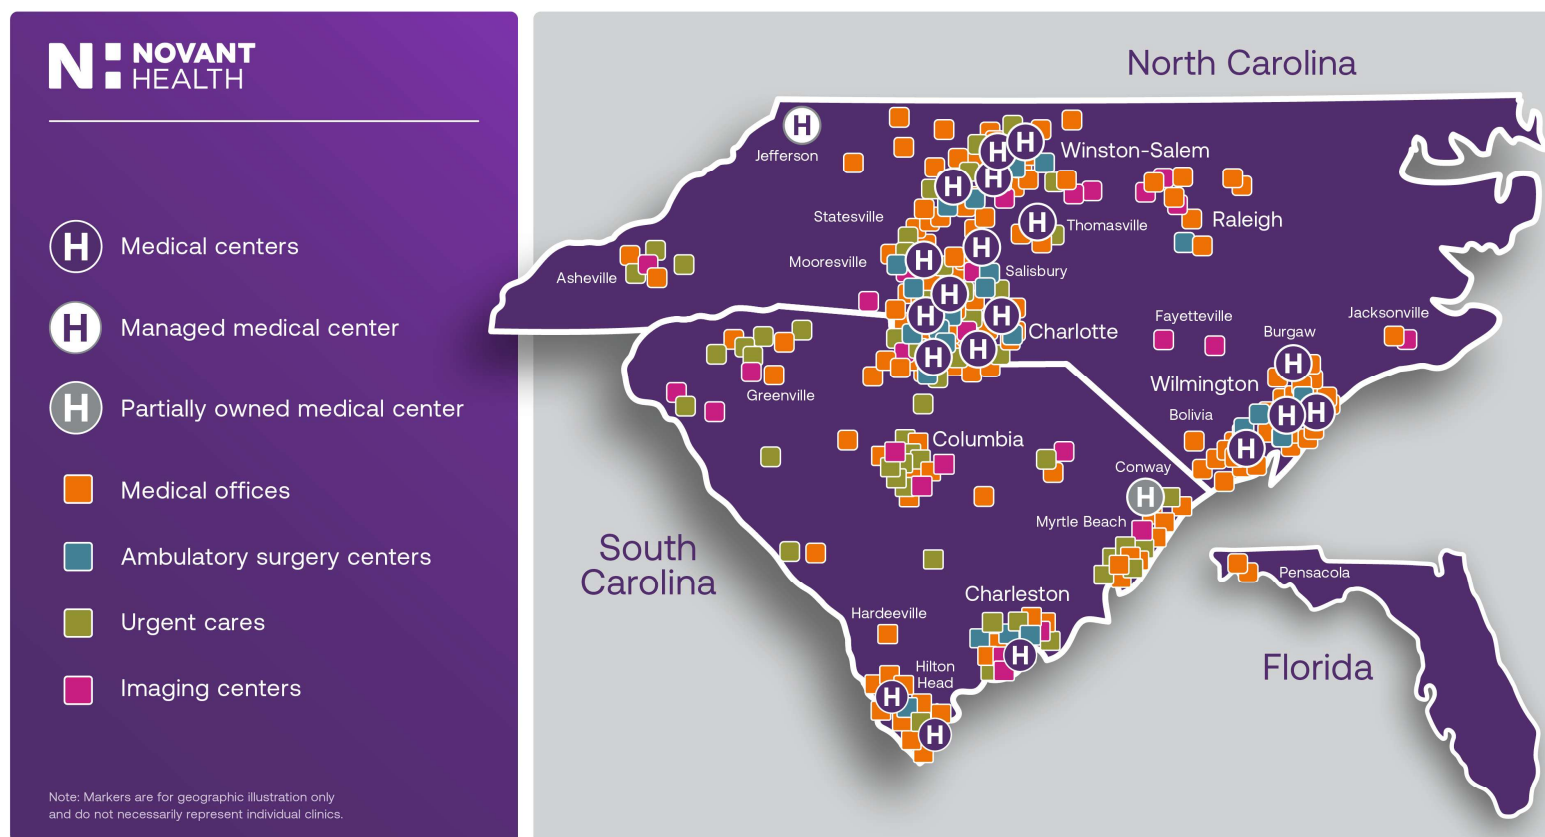 NOVANT
HEALTH
H Medical centers
H Managed medical center
H Partially owned medical center
Medical offices
Ambulatory surgery centers
Urgent cares
Imaging centers
Note: Markers are for geographic illustration only
and do not necessarily represent individual clinics.
North Carolina
H
Jefferson
H
H
Winston-Salem
H
H
Statesville
H
Thomasville
Raleigh
Mooresville
H
H
Salisbury
Asheville
H
H
H
Charlotte
H
H
Fayetteville
Jacksonville
Burgaw
H
Wilmington
Bolivia
H
H
H
Greenville
Columbia
Conway
H
Myrtle Beach
South
Carolina
Charleston
H
Hardeeville
Hilton
Head
H
H
Pensacola
Florida